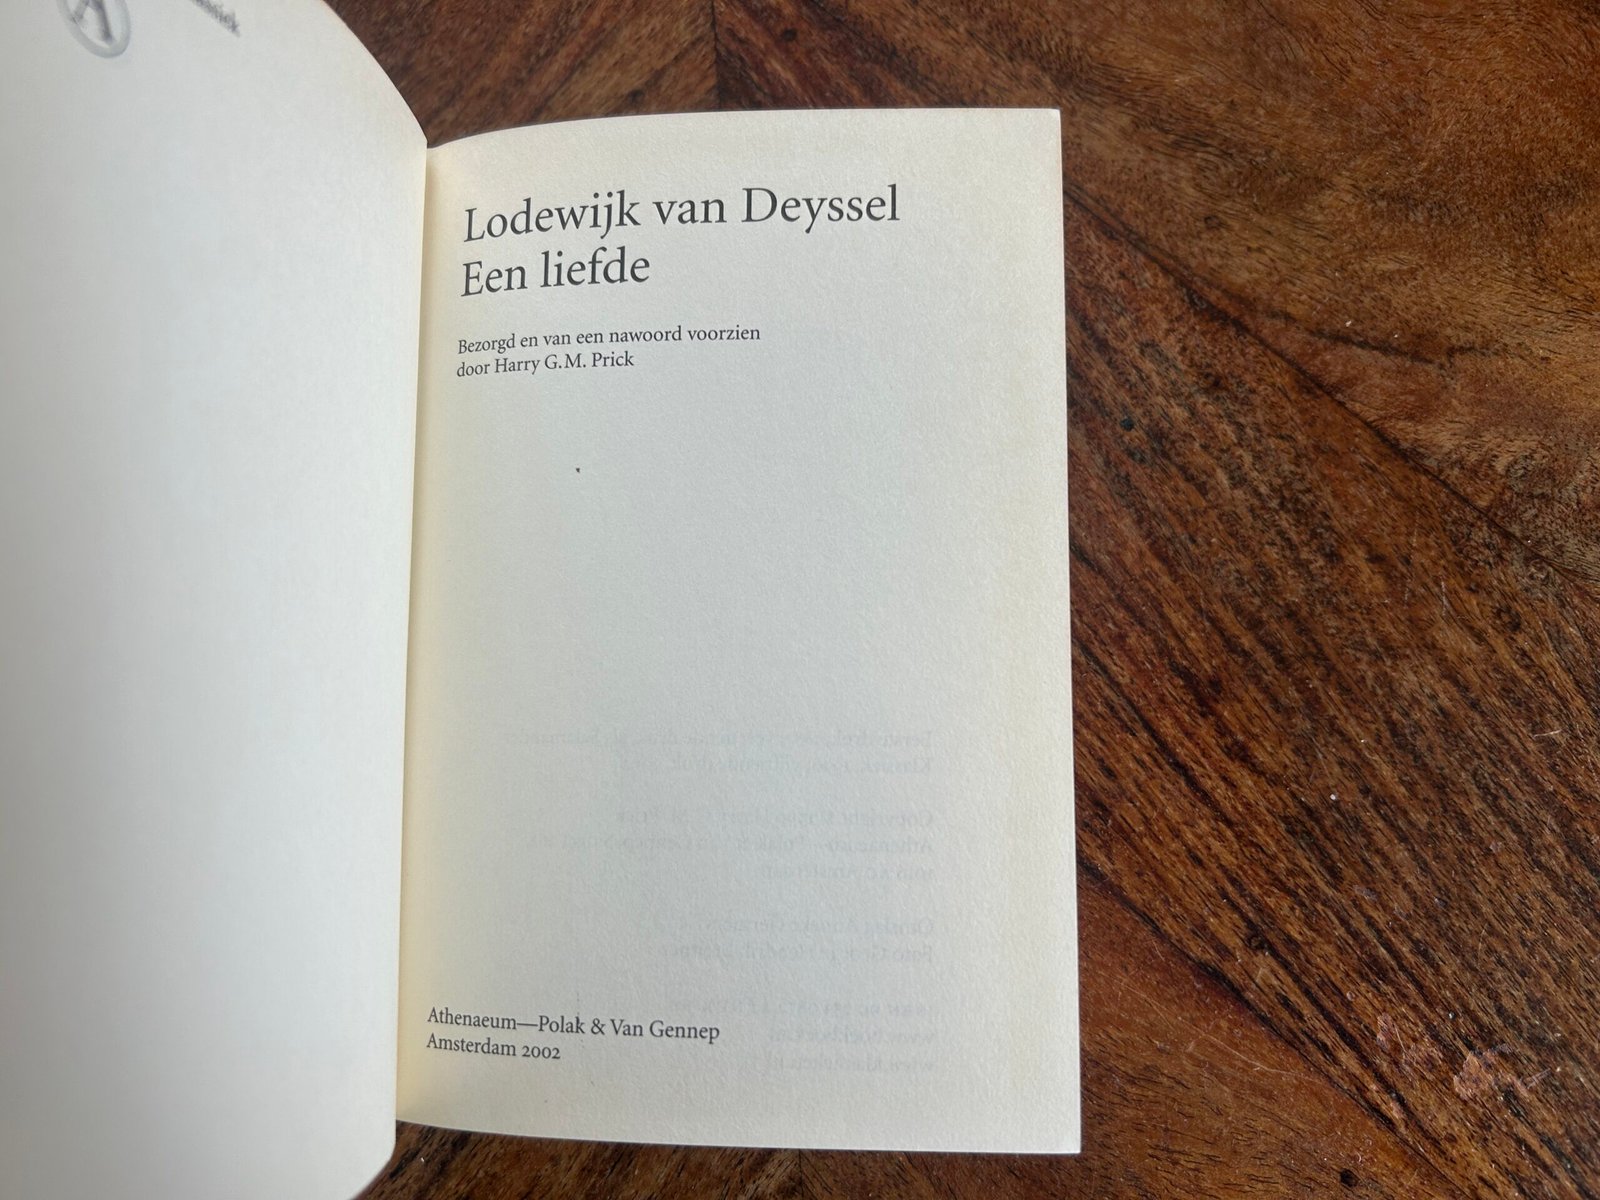 Lodewijk van Deyssel
Een liefde
Bezorgd en van een nawoord voorzien
door Harry G.M. Prick
Athenaeum—Polak & Van Gennep
Amsterdam 2002